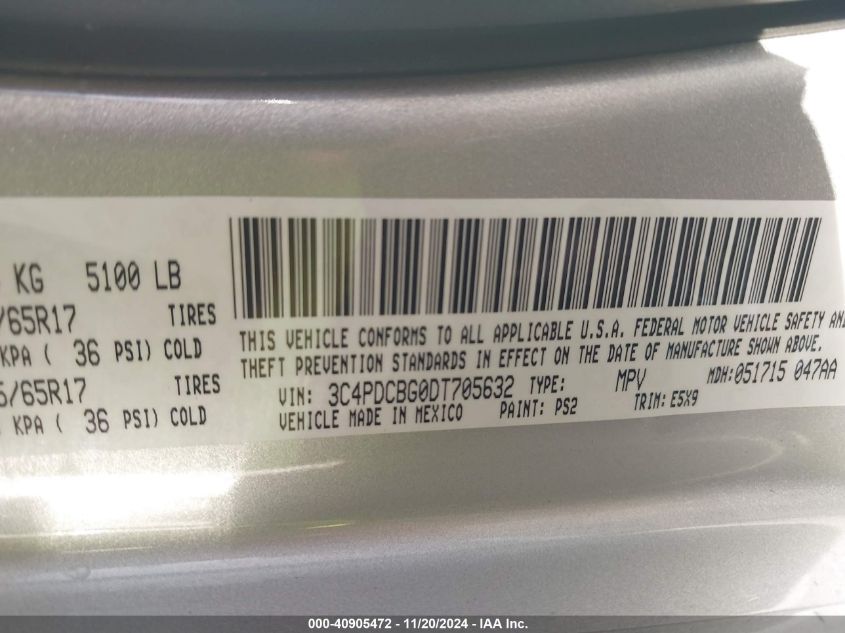 KG 5100 LB
/65R17 TIRES
KPA ( 36 PSI) COLD
5/65R17 TIRES
KPA ( 36 PSI) COLD
THIS VEHICLE CONFORMS TO ALL APPLICABLE U.S.A. FEDERAL MOTOR VEHICLE SAFETY AND
THEFT PREVENTION STANDARDS IN EFFECT ON THE DATE OF MANUFACTURE SHOWN ABOVE.
VIN: 3C4PDCBG0DT705632 TYPE: MPV MDH:051715 047AA
VEHICLE MADE IN MEXICO PAINT: PS2 TRIM: E5X9
000-40905472 - 11/20/2024 - IAA Inc.